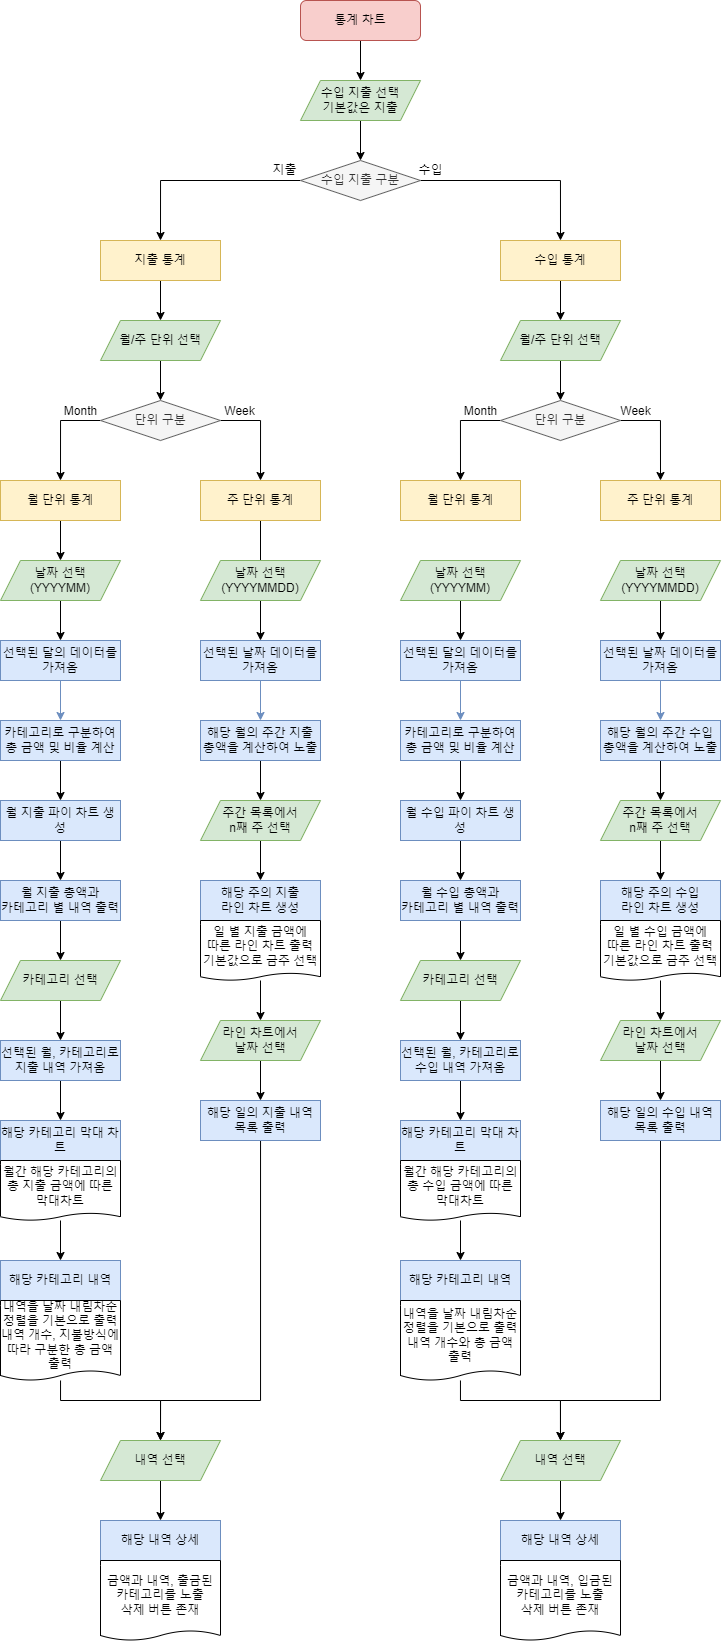 통계 차트
수입 지출 선택
기본값은 지출
수입 지출 구분
지출
수입
지출 통계
수입 통계
월/주 단위 선택
월/주 단위 선택
Month
단위 구분
Week
Month
단위 구분
Week
월 단위 통계
주 단위 통계
월 단위 통계
주 단위 통계
날짜 선택
(YYYYMM)
날짜 선택
(YYYYMMDD)
날짜 선택
(YYYYMM)
날짜 선택
(YYYYMMDD)
선택된 달의 데이터를
가져옴
선택된 날짜 데이터를
가져옴
선택된 달의 데이터를
가져옴
선택된 날짜 데이터를
가져옴
카테고리로 구분하여
총 금액 및 비율 계산
해당 월의 주간 지출
총액을 계산하여 노출
카테고리로 구분하여
총 금액 및 비율 계산
해당 월의 주간 수입
총액을 계산하여 노출
월 지출 파이 차트 생
성
주간 목록에서
n째 주 선택
월 수입 파이 차트 생
성
주간 목록에서
n째 주 선택
월 지출 총액과
카테고리 별 내역 출력
해당 주의 지출
라인 차트 생성
일 별 지출 금액에
따른 라인 차트 출력
기본값으로 금주 선택
월 수입 총액과
카테고리 별 내역 출력
해당 주의 수입
라인 차트 생성
일 별 수입 금액에
따른 라인 차트 출력
기본값으로 금주 선택
카테고리 선택
카테고리 선택
라인 차트에서
날짜 선택
라인 차트에서
날짜 선택
선택된 월, 카테고리로
지출 내역 가져옴
선택된 월, 카테고리로
수입 내역 가져옴
해당 일의 지출 내역
목록 출력
해당 일의 수입 내역
목록 출력
해당 카테고리 막대 차
트
월간 해당 카테고리의
총 지출 금액에 따른
막대차트
해당 카테고리 막대 차
트
월간 해당 카테고리의
총 수입 금액에 따른
막대차트
해당 카테고리 내역
내역을 날짜 내림차순
정렬을 기본으로 출력
내역 개수, 지불방식에
따라 구분한 총 금액
출력
해당 카테고리 내역
내역을 날짜 내림차순
정렬을 기본으로 출력
내역 개수와 총 금액
출력
내역 선택
내역 선택
해당 내역 상세
금액과 내역, 출금된
카테고리를 노출
삭제 버튼 존재
해당 내역 상세
금액과 내역, 입금된
카테고리를 노출
삭제 버튼 존재